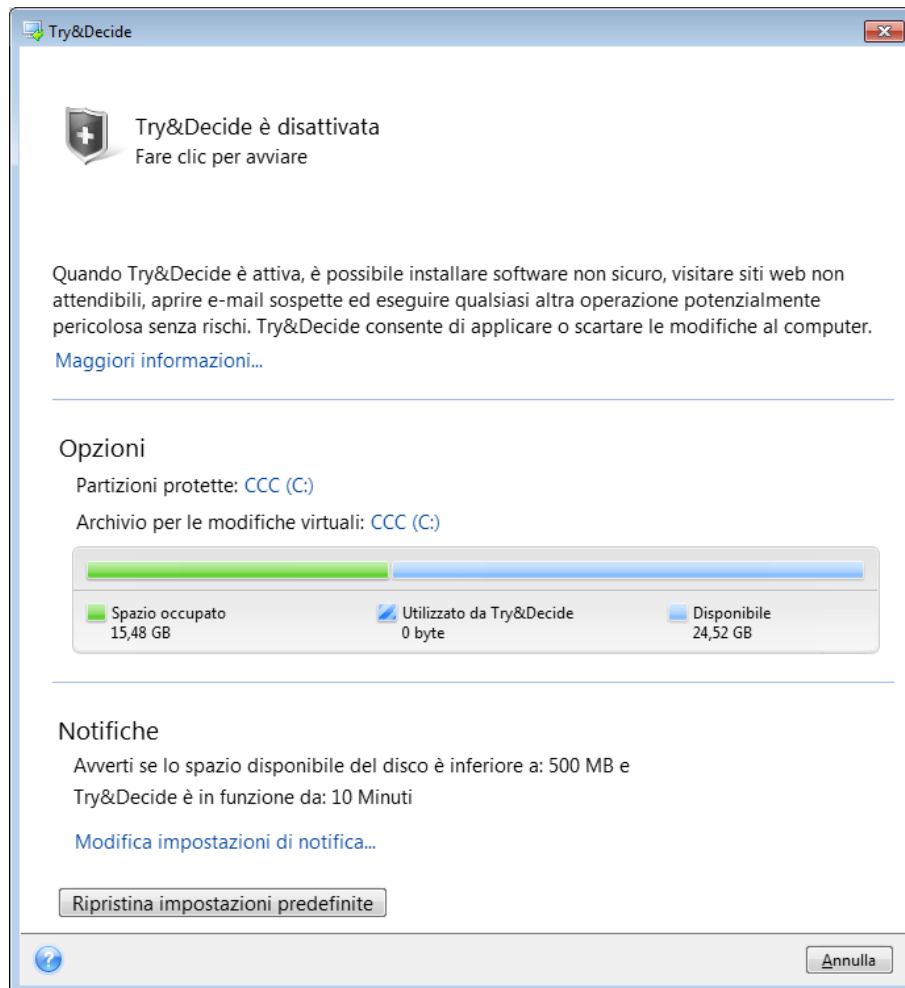 Try&Decide
Try&Decide è disattivata
Fare clic per avviare
Quando Try&Decide è attiva, è possibile installare software non sicuro, visitare siti web non
attendibili, aprire e-mail sospette ed eseguire qualsiasi altra operazione potenzialmente
pericolosa senza rischi. Try&Decide consente di applicare o scartare le modifiche al computer.
Maggiori informazioni...
Opzioni
Partizioni protette: CCC (C:)
Archivio per le modifiche virtuali: CCC (C:)
Spazio occupato
15,48 GB
Utilizzato da Try&Decide
0 byte
Disponibile
24,52 GB
Notifiche
Avverti se lo spazio disponibile del disco è inferiore a: 500 MB e
Try&Decide è in funzione da: 10 Minuti
Modifica impostazioni di notifica...
Ripristina impostazioni predefinite
Annulla